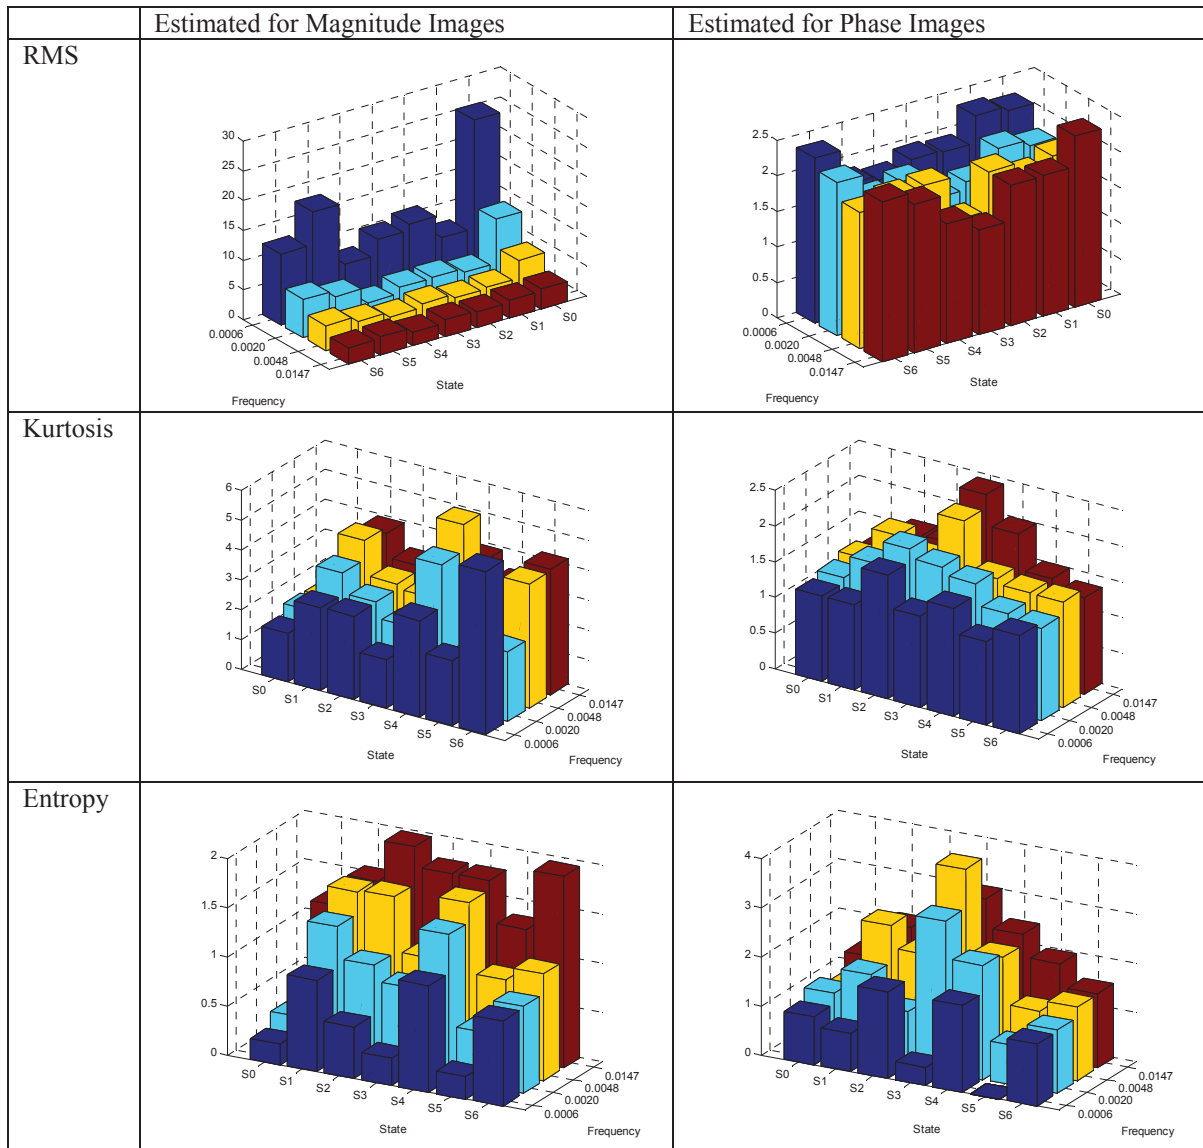 Estimated for Magnitude Images
Estimated for Phase Images
RMS
30
25
20
15
10
5
0
0.0006
0.0020
0.0048
0.0147
Frequency
S6
S5
S4
S3
S2
S1
S0
State
2.5
2
1.5
1
0.5
0
0.0006
0.0020
0.0048
0.0147
Frequency
S6
S5
S4
S3
S2
S1
S0
State
Kurtosis
6
5
4
3
2
1
0
S0
S1
S2
S3
S4
S5
S6
State
0.0147
0.0048
0.0020
0.0006
Frequency
2.5
2
1.5
1
0.5
0
S0
S1
S2
S3
S4
S5
S6
State
0.0147
0.0048
0.0020
0.0006
Frequency
Entropy
2
1.5
1
0.5
0
S0
S1
S2
S3
S4
S5
S6
State
0.0147
0.0048
0.0020
0.0006
Frequency
4
3
2
1
0
S0
S1
S2
S3
S4
S5
S6
State
0.0147
0.0048
0.0020
0.0006
Frequency